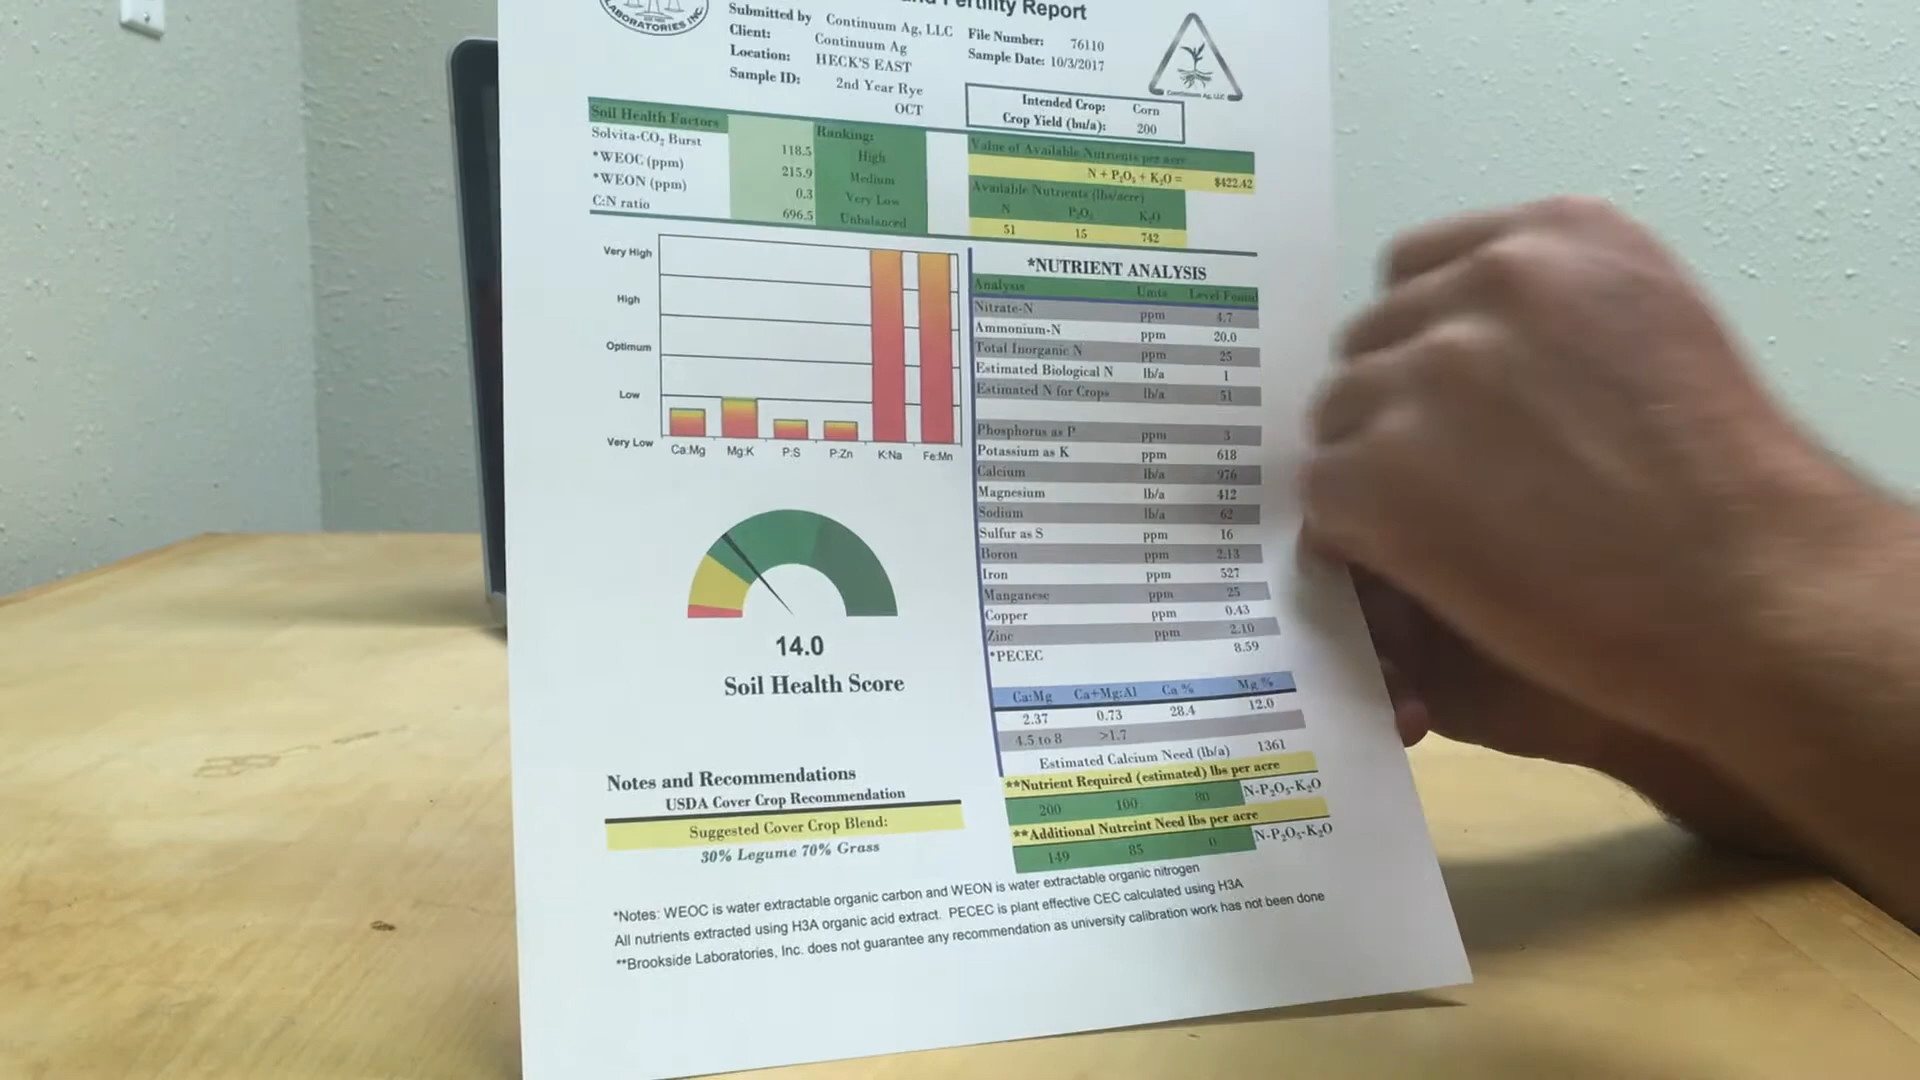 LABORATORIES INC.
Fertility Report
Submitted by Continuum Ag, LLC
Client: Continuum Ag
Location: HECK'S EAST
Sample ID: 2nd Year Rye
OCT
File Number: 76110
Sample Date: 10/3/2017
Continuum Ag, LLC
Intended Crop: Corn
Crop Yield (bu/a): 200
Soil Health Factors Ranking:
Solvita-CO₂ Burst 118.5 High
*WEOC (ppm) 215.9 Medium
*WEON (ppm) 0.3 Very Low
C:N ratio 696.5 Unbalanced
Value of Available Nutrients per acre
N + P₂O₅ + K₂O = $422.42
Available Nutrients (lbs/acre)
N P₂O₅ K₂O
51 15 742
Very High
High
Optimum
Low
Very Low
Ca:Mg Mg:K P:S P:Zn K:Na Fe:Mn
14.0
Soil Health Score
*NUTRIENT ANALYSIS
Analysis Units Level Found
Nitrate-N ppm 4.7
Ammonium-N ppm 20.0
Total Inorganic N ppm 25
Estimated Biological N lb/a 1
Estimated N for Crops lb/a 51
Phosphorus as P ppm 3
Potassium as K ppm 618
Calcium lb/a 976
Magnesium lb/a 412
Sodium lb/a 62
Sulfur as S ppm 16
Boron ppm 2.13
Iron ppm 527
Manganese ppm 25
Copper ppm 0.43
Zinc ppm 2.10
*PECEC 8.59
Ca:Mg Ca+Mg:Al Ca % Mg %
2.37 0.73 28.4 12.0
4.5 to 8 >1.7
Estimated Calcium Need (lb/a) 1361
**Nutrient Required (estimated) lbs per acre
200 100 80 N-P₂O₅-K₂O
**Additional Nutreint Need lbs per acre
149 85 0 N-P₂O₅-K₂O
Notes and Recommendations
USDA Cover Crop Recommendation
Suggested Cover Crop Blend:
30% Legume 70% Grass
*Notes: WEOC is water extractable organic carbon and WEON is water extractable organic nitrogen
All nutrients extracted using H3A organic acid extract. PECEC is plant effective CEC calculated using H3A
**Brookside Laboratories, Inc. does not guarantee any recommendation as university calibration work has not been done